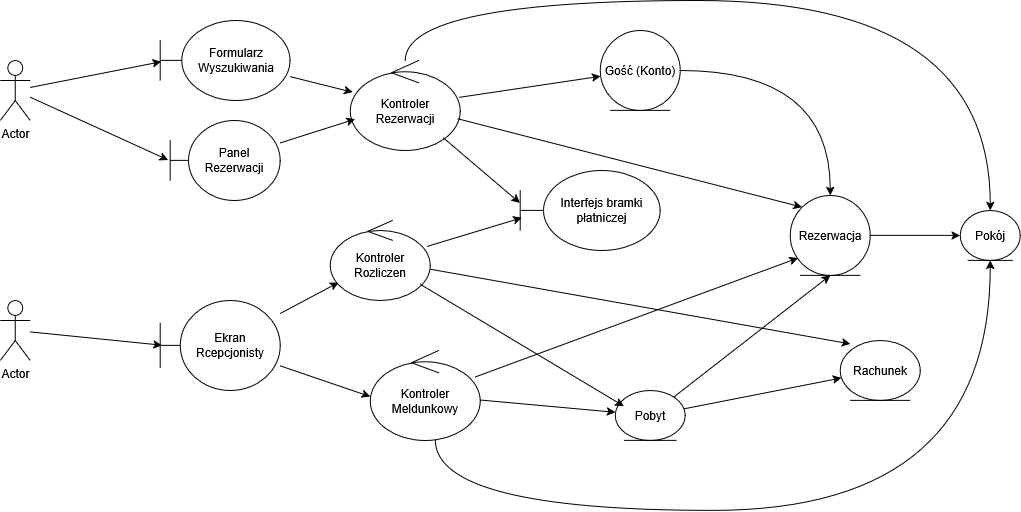 Formularz
Wyszukiwania
Actor
Panel
Rezerwacji
Kontroler
Rezerwacji
Gość (Konto)
Interfejs bramki
płatniczej
Rezerwacja
Pokój
Kontroler
Rozliczen
Actor
Ekran
Rcepcjonisty
Kontroler
Meldunkowy
Pobyt
Rachunek